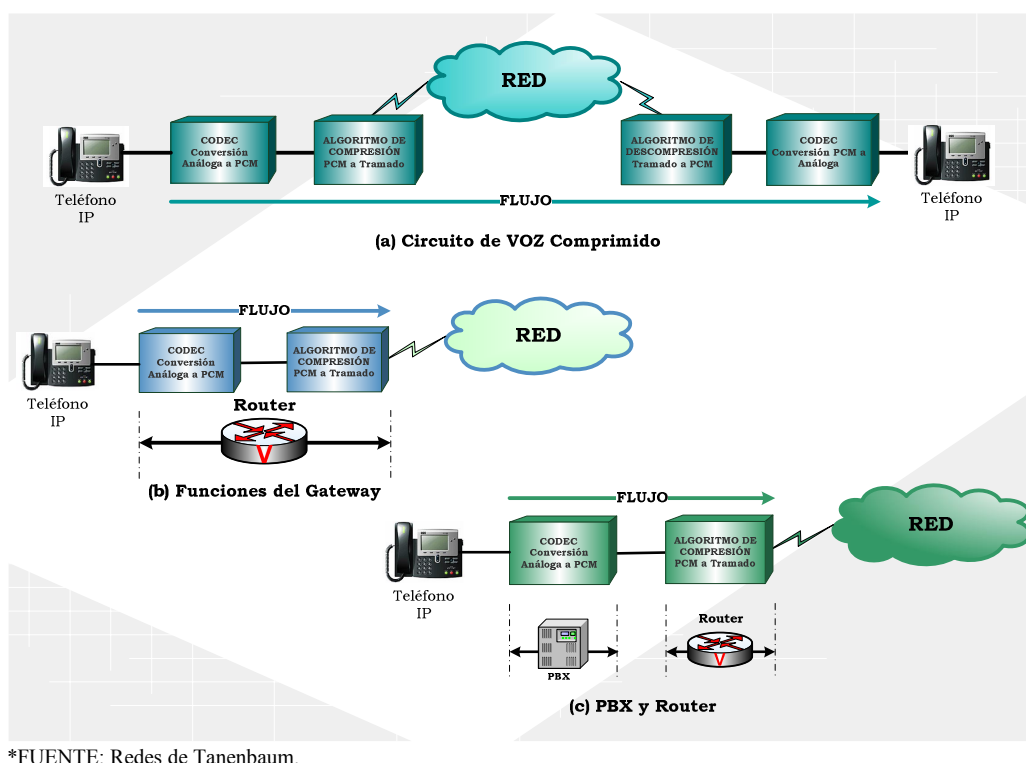 RED
CODEC
Conversión
Análoga a PCM
ALGORITMO DE
COMPRESIÓN
PCM a Tramado
ALGORITMO DE
DESCOMPRESIÓN
Tramado a PCM
CODEC
Conversión PCM a
Análoga
Teléfono
IP
FLUJO
Teléfono
IP
(a) Circuito de VOZ Comprimido
FLUJO
RED
CODEC
Conversión
Análoga a PCM
ALGORITMO DE
COMPRESIÓN
PCM a Tramado
Teléfono
IP
Router
V
(b) Funciones del Gateway
FLUJO
RED
CODEC
Conversión
Análoga a PCM
ALGORITMO DE
COMPRESIÓN
PCM a Tramado
Teléfono
IP
PBX
Router
V
(c) PBX y Router
*FUENTE: Redes de Tanenbaum.